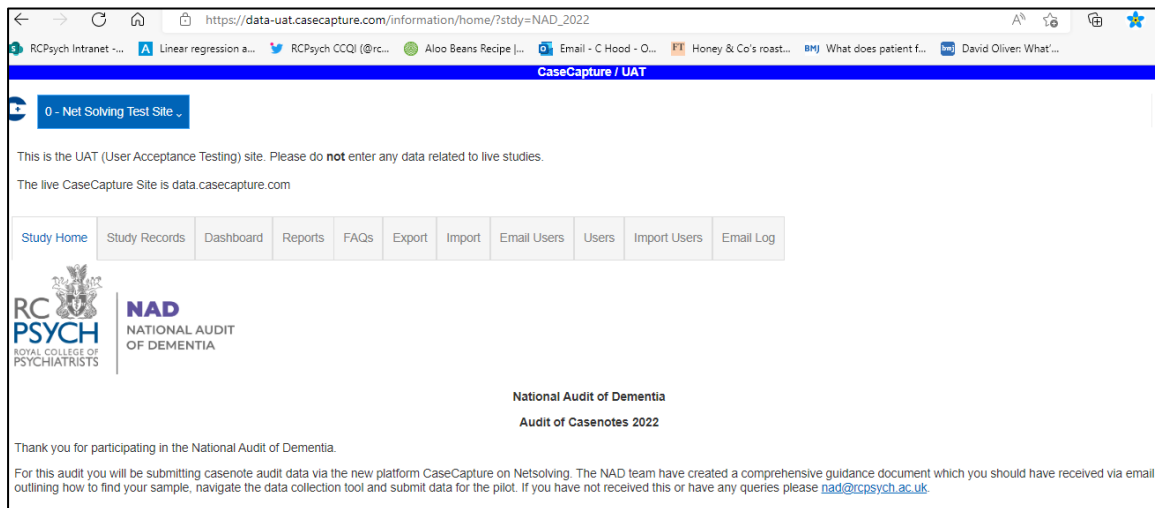 https://data-uat.casecapture.com/information/home/?stdy=NAD_2022
RCPsych Intranet -... Linear regression a... RCPsych CCQI (@rc... Aloo Beans Recipe |... Email - C Hood - O... FT Honey & Co's roast... BMJ What does patient f... bmj David Oliver: What'...
CaseCapture / UAT
0 - Net Solving Test Site
This is the UAT (User Acceptance Testing) site. Please do not enter any data related to live studies.
The live CaseCapture Site is data.casecapture.com
Study Home Study Records Dashboard Reports FAQs Export Import Email Users Users Import Users Email Log
RC
PSYCH
ROYAL COLLEGE OF
PSYCHIATRISTS
NAD
NATIONAL AUDIT
OF DEMENTIA
National Audit of Dementia
Audit of Casenotes 2022
Thank you for participating in the National Audit of Dementia.
For this audit you will be submitting casenote audit data via the new platform CaseCapture on Netsolving. The NAD team have created a comprehensive guidance document which you should have received via email
outlining how to find your sample, navigate the data collection tool and submit data for the pilot. If you have not received this or have any queries please nad@rcpsych.ac.uk.